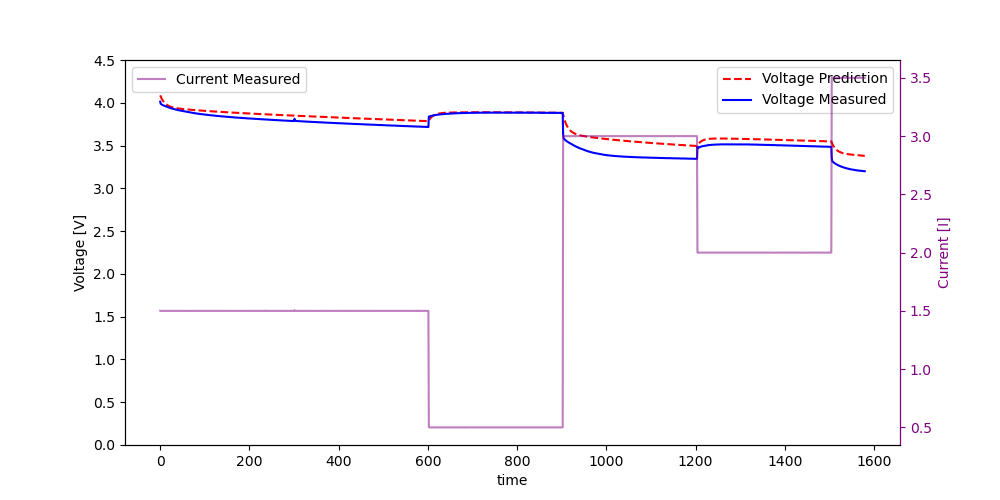 Current Measured
Voltage Prediction
Voltage Measured
Voltage [V]
4.5
4.0
3.5
3.0
2.5
2.0
1.5
1.0
0.5
0.0
3.5
3.0
2.5
2.0
1.5
1.0
0.5
Current [I]
0 200 400 600 800 1000 1200 1400 1600
time